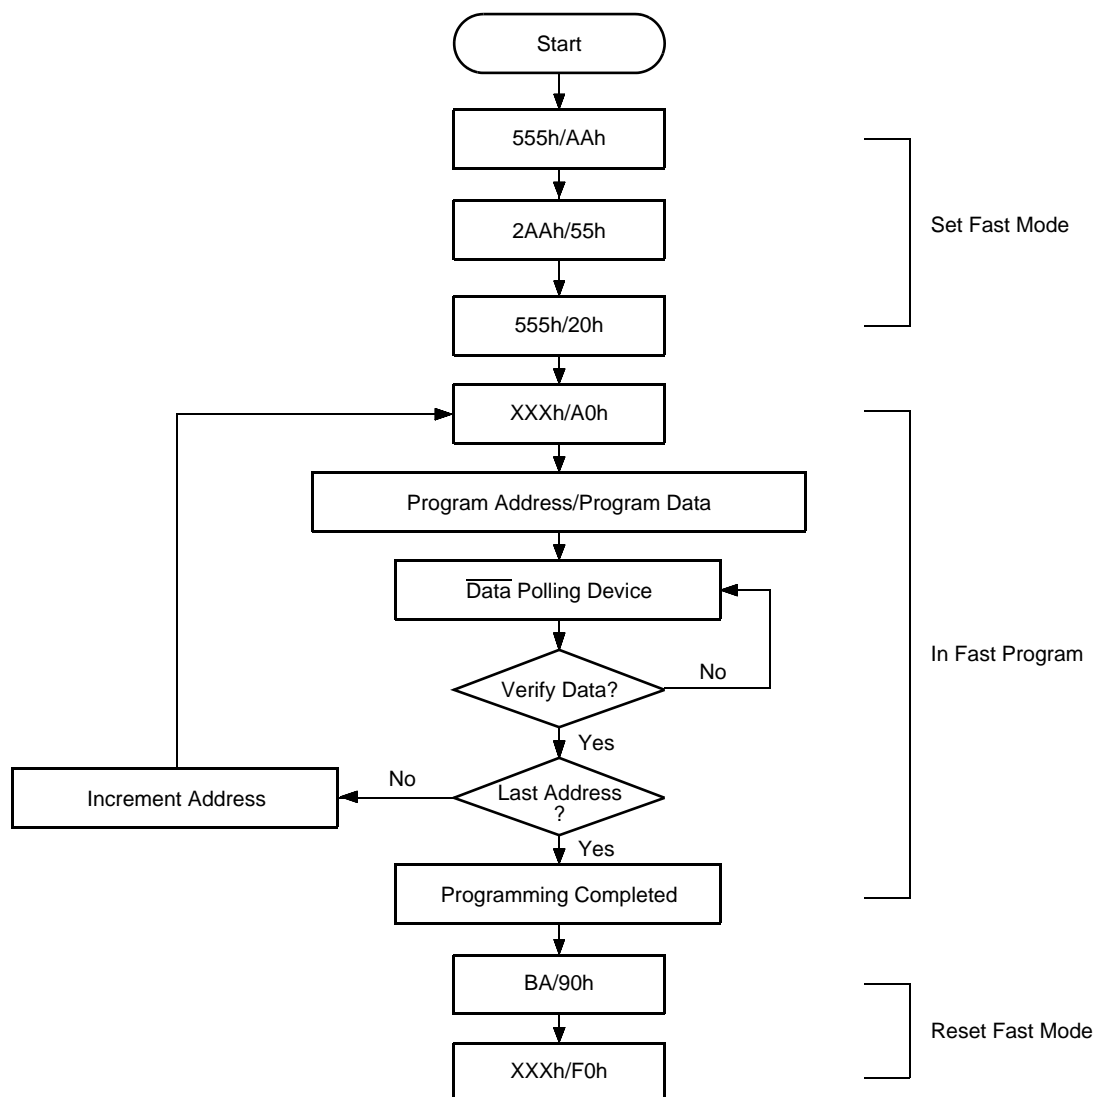 Start
555h/AAh
2AAh/55h
Set Fast Mode
555h/20h
XXXh/A0h
Program Address/Program Data
Data Polling Device
In Fast Program
Verify Data?
No
Yes
Increment Address
No
Last Address
?
Yes
Programming Completed
BA/90h
Reset Fast Mode
XXXh/F0h